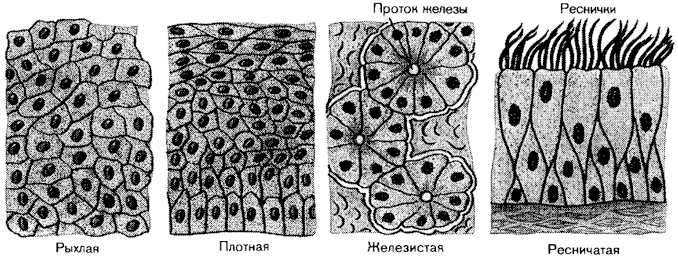 Проток железы
Реснички
Рыхлая
Плотная
Железистая
Ресничатая